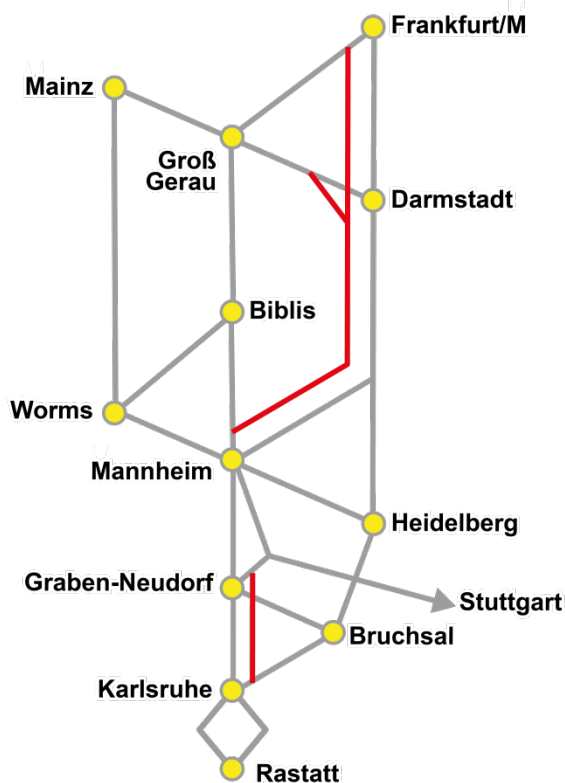 Frankfurt/M
Mainz
Groß
Gerau
Darmstadt
Biblis
Worms
Mannheim
Heidelberg
Graben-Neudorf
Stuttgart
Bruchsal
Karlsruhe
Rastatt